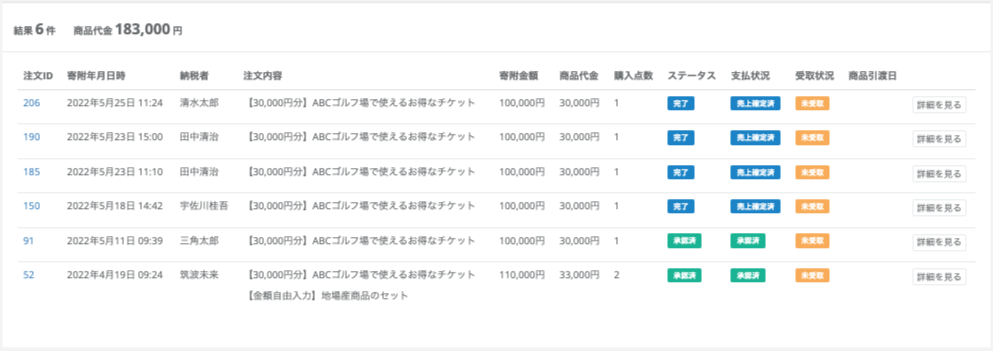 結果 6 件 商品代金 183,000 円
注文ID 寄附年月日時 納税者 注文内容 寄附金額 商品代金 購入点数 ステータス 支払状況 受取状況 商品引渡日
206 2022年5月25日 11:24 清水太郎 【30,000円分】ABCゴルフ場で使えるお得なチケット 100,000円 30,000円 1 完了 売上確定済 未受取 詳細を見る
190 2022年5月23日 15:00 田中清治 【30,000円分】ABCゴルフ場で使えるお得なチケット 100,000円 30,000円 1 完了 売上確定済 未受取 詳細を見る
185 2022年5月23日 11:10 田中清治 【30,000円分】ABCゴルフ場で使えるお得なチケット 100,000円 30,000円 1 完了 売上確定済 未受取 詳細を見る
150 2022年5月18日 14:42 宇佐川桂吾 【30,000円分】ABCゴルフ場で使えるお得なチケット 100,000円 30,000円 1 完了 売上確定済 未受取 詳細を見る
91 2022年5月11日 09:39 三角太郎 【30,000円分】ABCゴルフ場で使えるお得なチケット 100,000円 30,000円 1 承認済 承認済 未受取 詳細を見る
52 2022年4月19日 09:24 筑波未来 【30,000円分】ABCゴルフ場で使えるお得なチケット 110,000円 33,000円 2 承認済 承認済 未受取 詳細を見る
【金額自由入力】地場産商品のセット